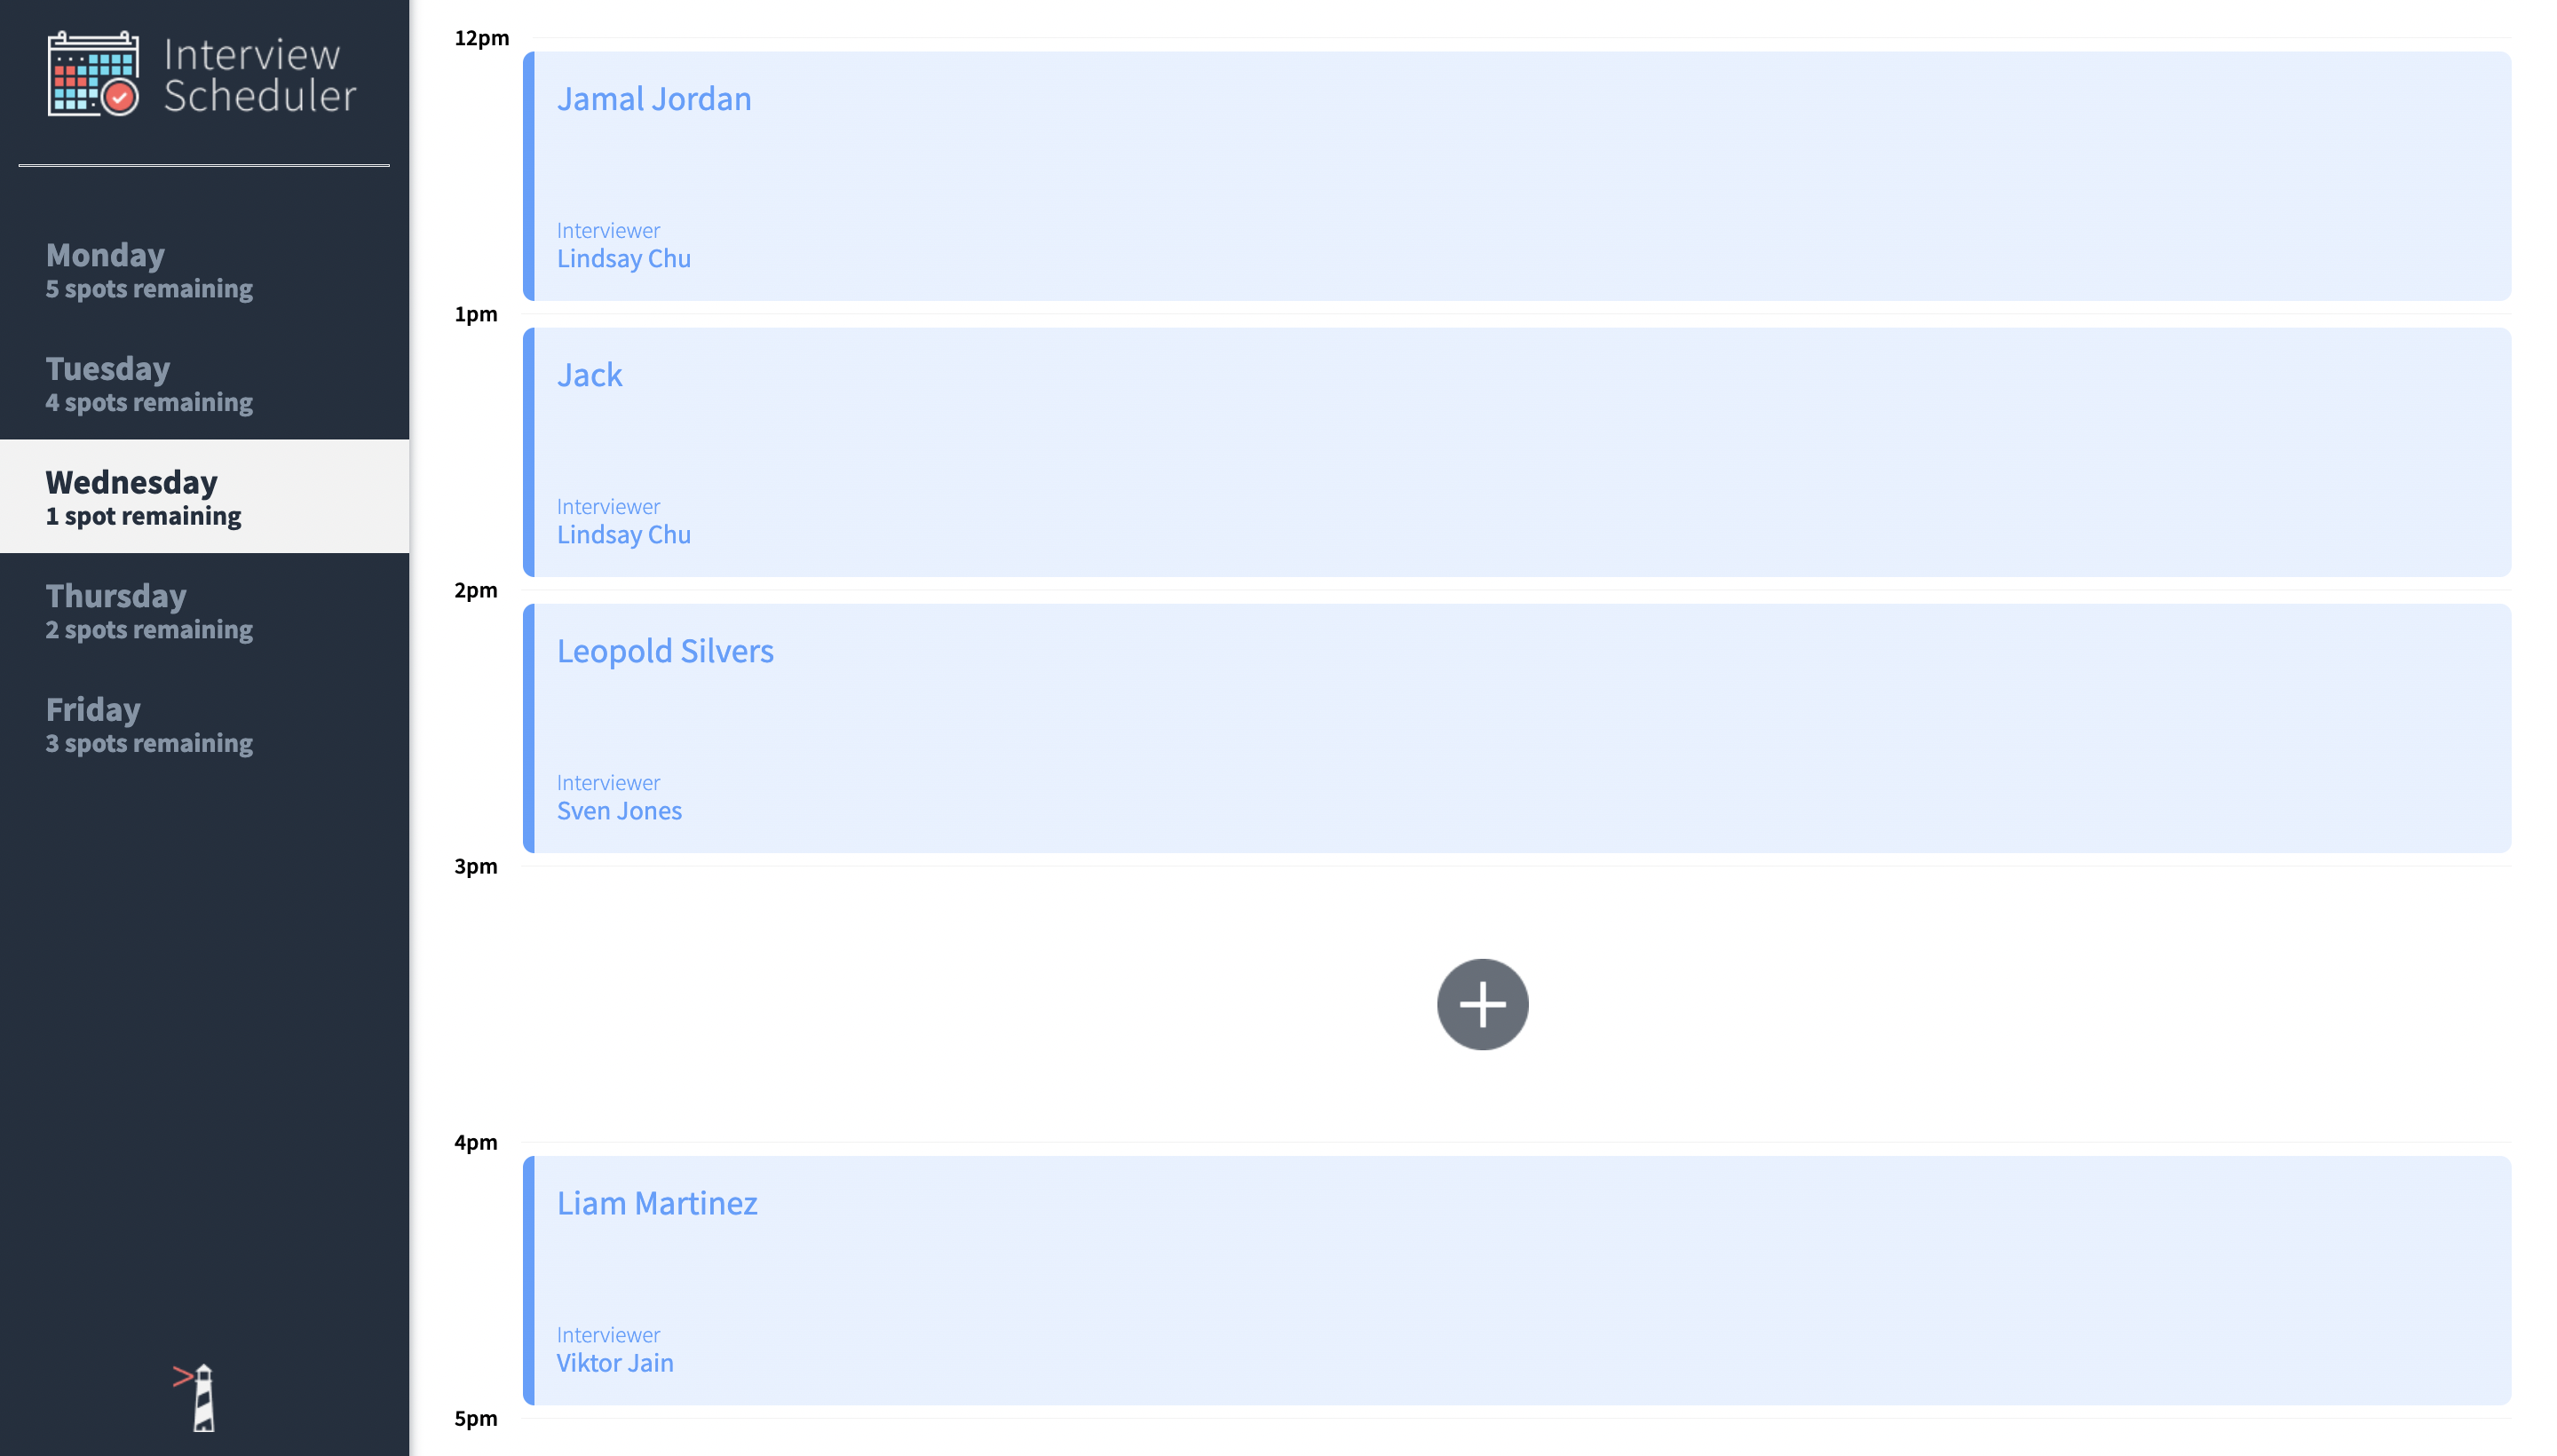 Interview
Scheduler
Monday
5 spots remaining
Tuesday
4 spots remaining
Wednesday
1 spot remaining
Thursday
2 spots remaining
Friday
3 spots remaining
12pm
Jamal Jordan
Interviewer
Lindsay Chu
1pm
Jack
Interviewer
Lindsay Chu
2pm
Leopold Silvers
Interviewer
Sven Jones
3pm
4pm
Liam Martinez
Interviewer
Viktor Jain
5pm